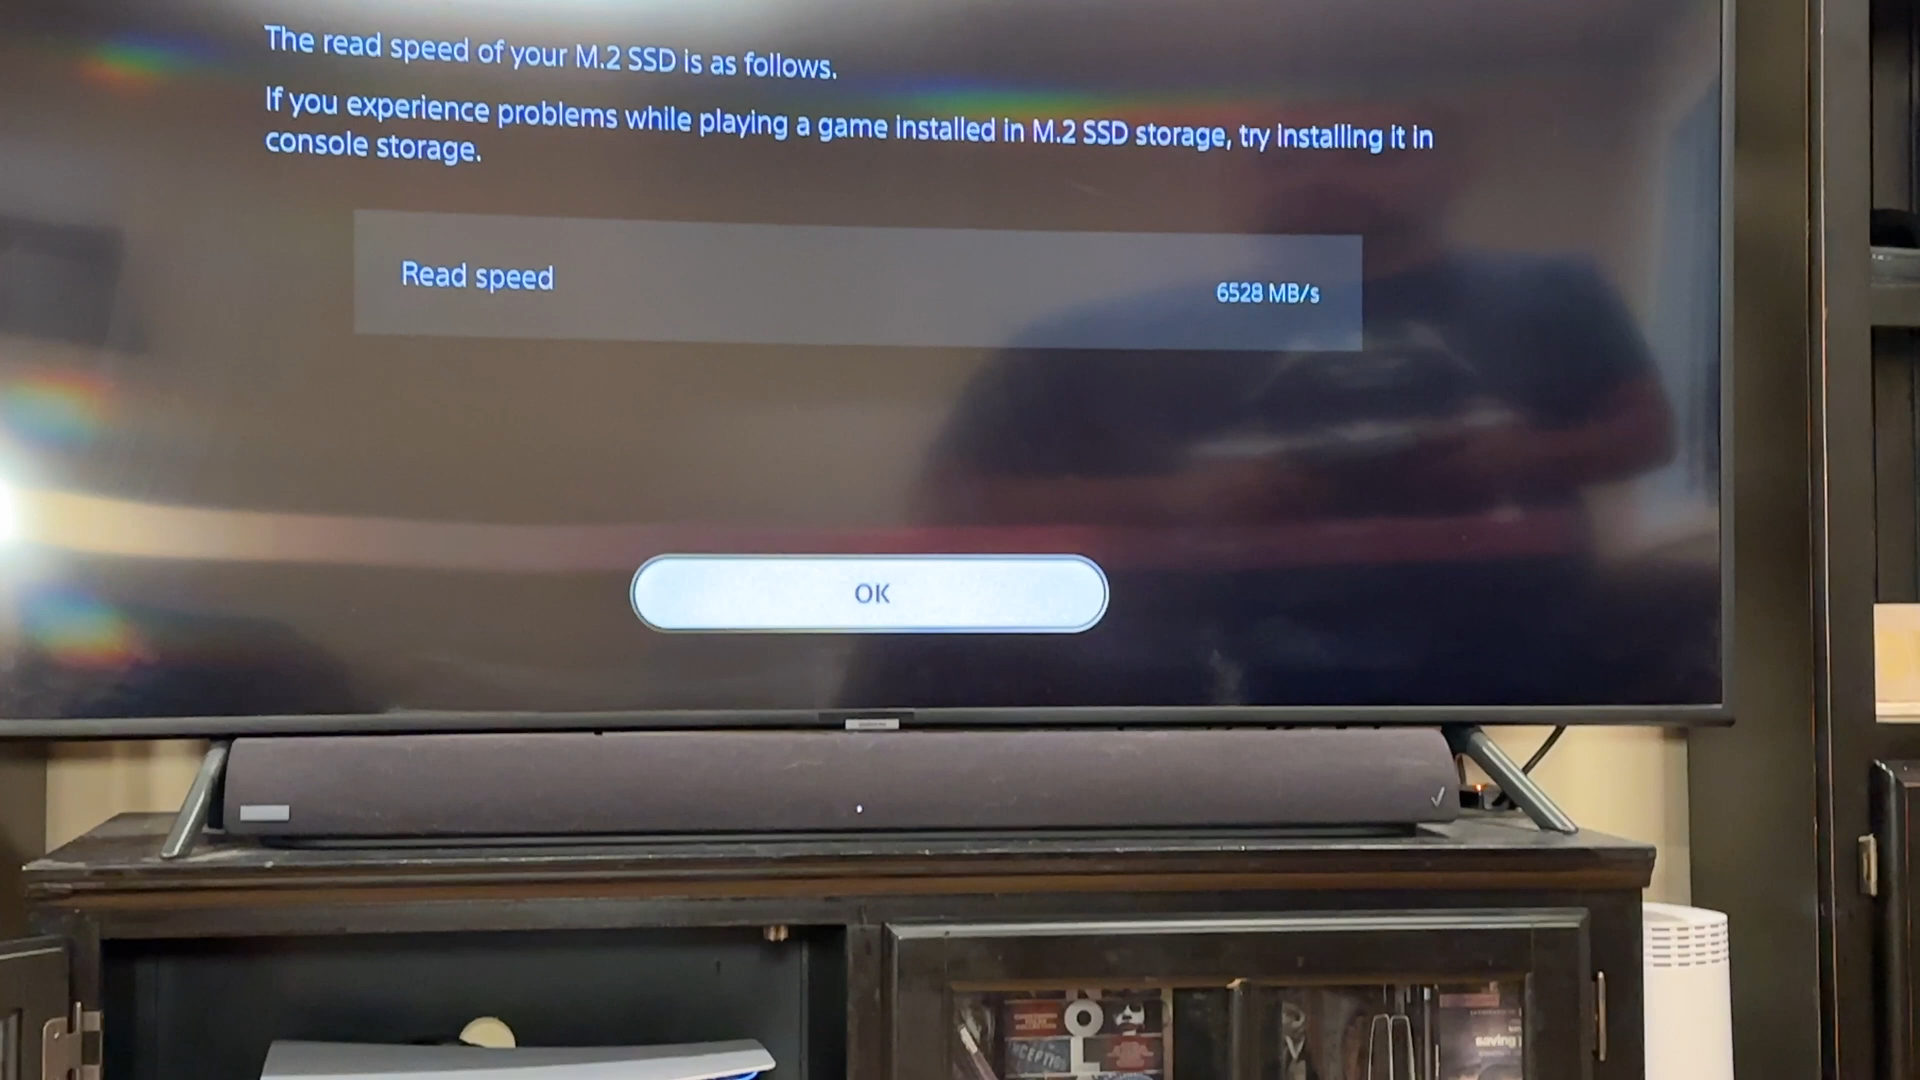 The read speed of your M.2 SSD is as follows.
If you experience problems while playing a game installed in M.2 SSD storage, try installing it in
console storage.
Read speed
6528 MB/s
OK
saving